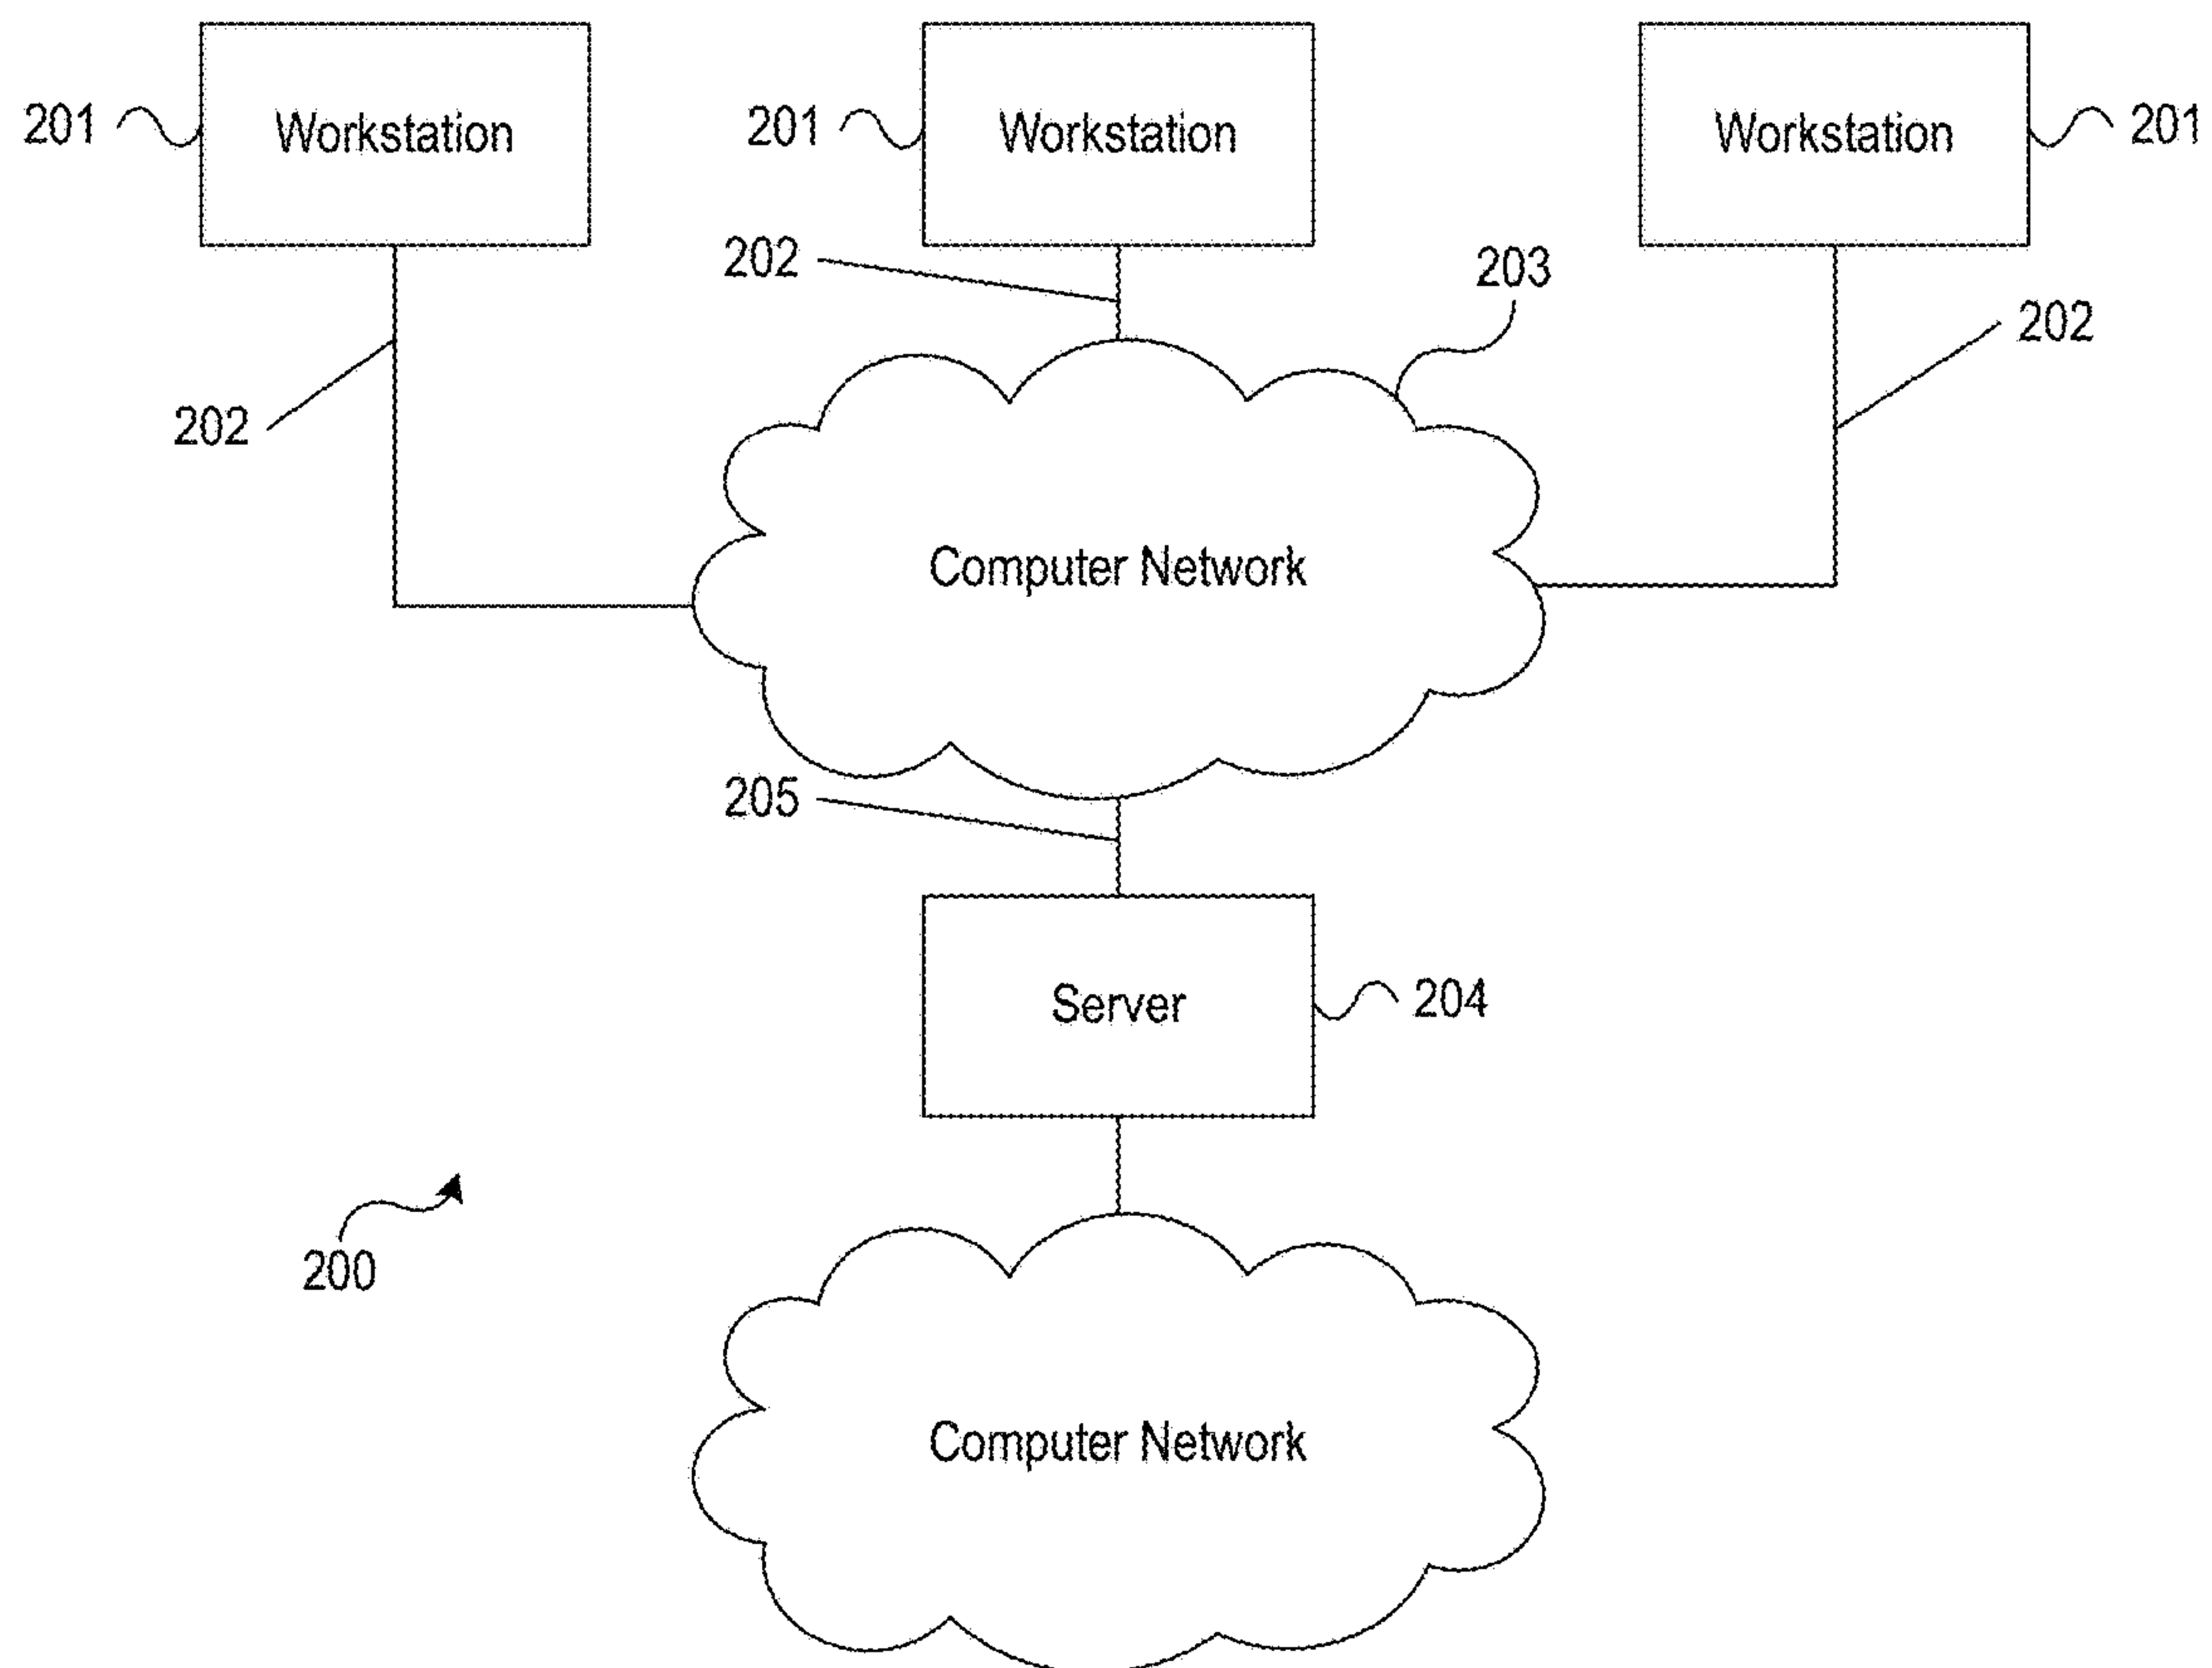 201 Workstation
201 Workstation
Workstation 201
202
203
202
202
Computer Network
205
Server
204
200
Computer Network